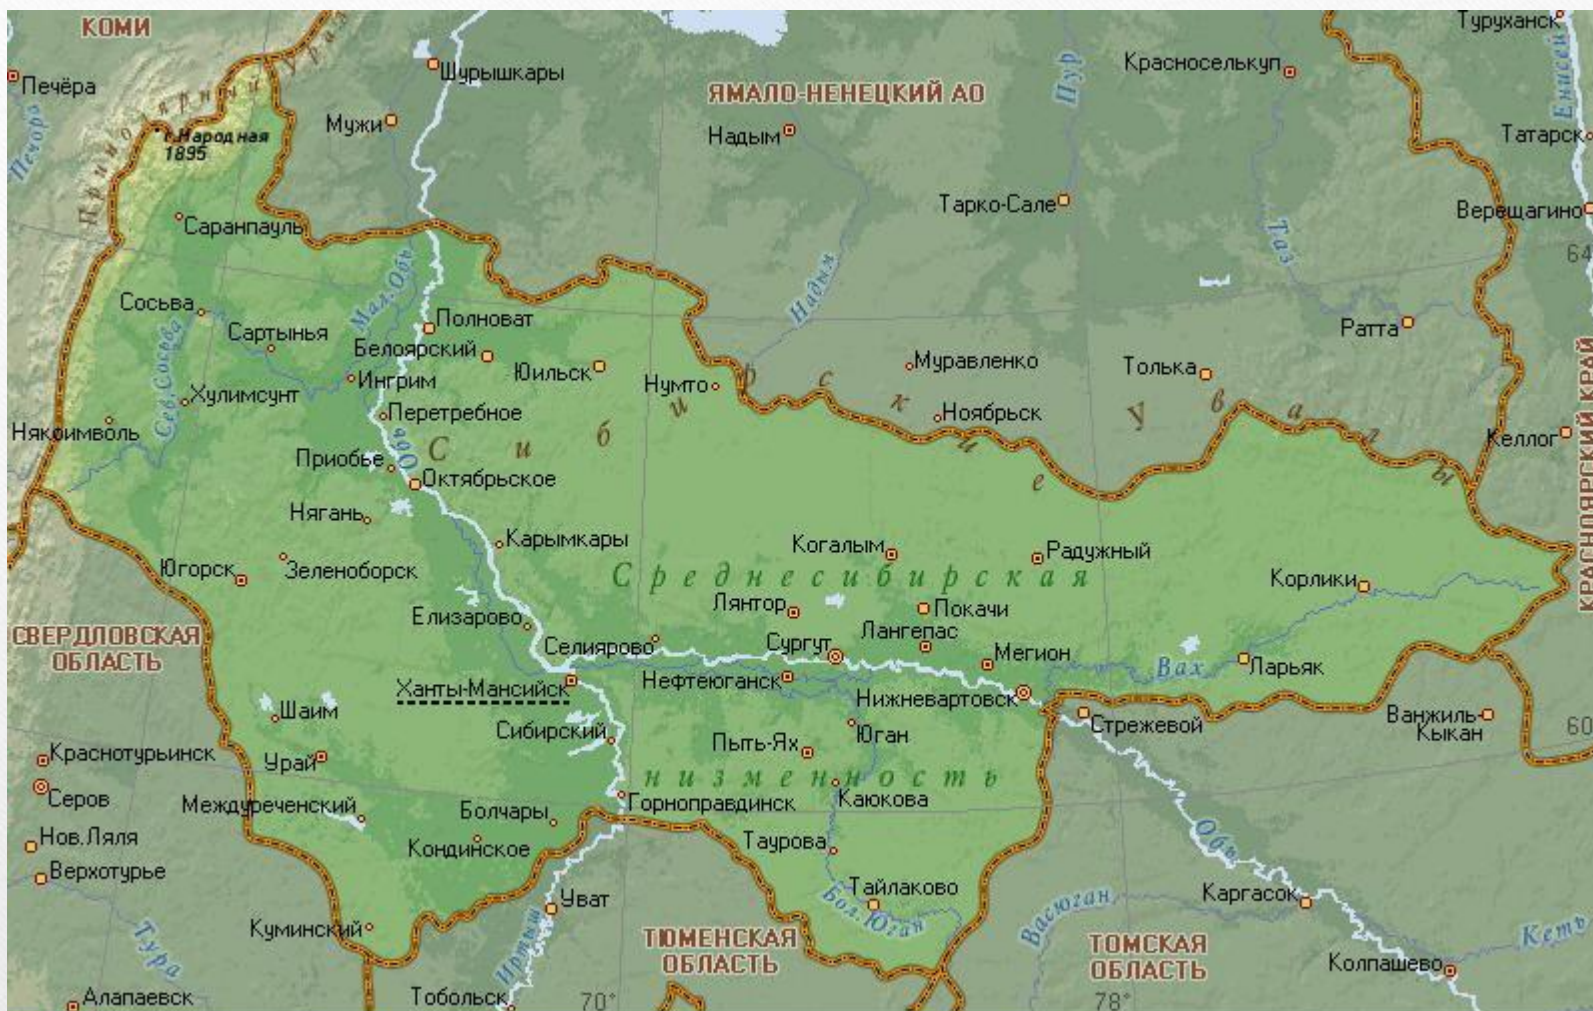 КОМИ
Печёра
Печора
Приполярный Урал
г.Народная
1895
Шурышкары
Мужи
ЯМАЛО-НЕНЕЦКИЙ АО
Надым
Пур
Красноселькуп
Туруханск
Енисей
Татарск
Тарко-Сале
Верещагино
Таз
64
Саранпауль
Сосьва
Сартынья
Мал.Обь
Полноват
Белоярский
Юильск
Нумто
Надым
Муравленко
Толька
Ратта
Сев.Сосьва
Хулимсунт
Ингрим
Перетребное
Няксимволь
Обь
Сибирские Увалы
Ноябрьск
Келлог
КРАСНОЯРСКИЙ КРАЙ
Приобье
Октябрьское
Нягань
Карымкары
Когалым
Радужный
Югорск
Зеленоборск
Среднесибирская
Корлики
Лянтор
Покачи
Елизарово
СВЕРДЛОВСКАЯ
ОБЛАСТЬ
Селиярово
Сургут
Лангепас
Мегион
Вах
Ларьяк
Ханты-Мансийск
Нефтеюганск
Нижневартовск
Шаим
Сибирский
Пыть-Ях
Юган
Стрежевой
Ванжиль-
Кыкан
60
Краснотурьинск
Урай
низменность
Серов
Междуреченский
Болчары
Горноправдинск
Каюкова
Нов.Ляля
Кондинское
Таурова
Обь
Верхотурье
Уват
Тайлаково
Бол.Юган
Каргасок
Васюган
Куминский
Тура
Иртыш
ТЮМЕНСКАЯ
ОБЛАСТЬ
ТОМСКАЯ
ОБЛАСТЬ
Кеть
Колпашево
Алапаевск
Тобольск
70°
78°